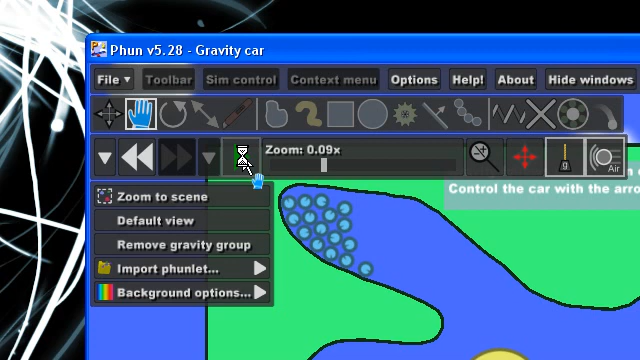 Phun v5.28 - Gravity car
File Toolbar Sim control Context menu Options Help! About Hide windows
Zoom: 0.09x
g
Air
Control the car with the arro
Zoom to scene
Default view
Remove gravity group
Import phunlet...
Background options...